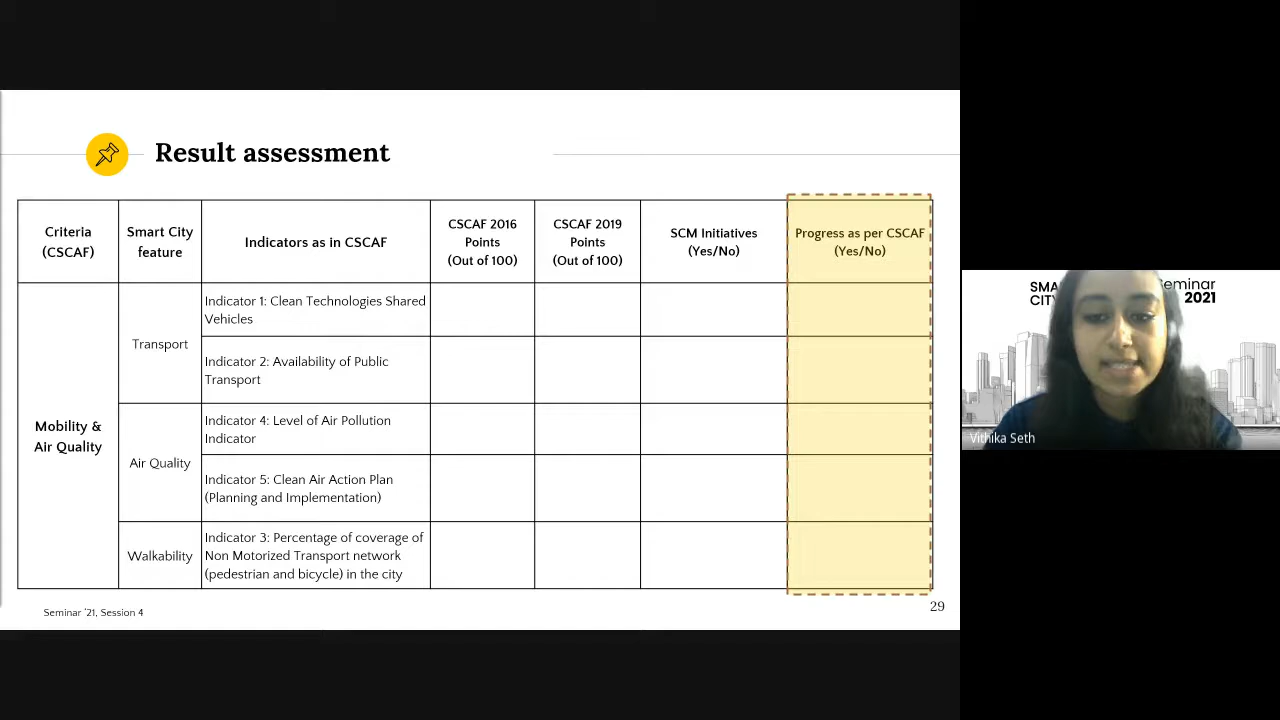 Result assessment
Criteria
(CSCAF)
Smart City
feature
Indicators as in CSCAF
CSCAF 2016
Points
(Out of 100)
CSCAF 2019
Points
(Out of 100)
SCM Initiatives
(Yes/No)
Progress as per CSCAF
(Yes/No)
Mobility &
Air Quality
Transport
Indicator 1: Clean Technologies Shared
Vehicles
Indicator 2: Availability of Public
Transport
Air Quality
Indicator 4: Level of Air Pollution
Indicator
Indicator 5: Clean Air Action Plan
(Planning and Implementation)
Walkability
Indicator 3: Percentage of coverage of
Non Motorized Transport network
(pedestrian and bicycle) in the city
Seminar '21, Session 4
29
Seminar
CITY 2021
Vithika Seth